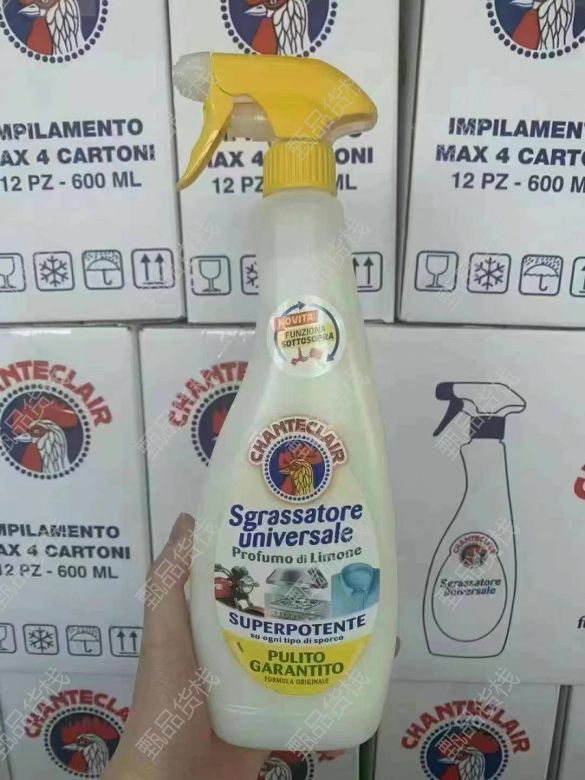 IMPILAMENTO
MAX 4 CARTONI
12 PZ - 600 ML
IMPILAMENTO
MAX 4 CARTONI
12 PZ - 600 ML
CHANTECLAIR
IMPILAMENTO
MAX 4 CARTONI
12 PZ - 600 ML
NOVITA'
FUNZIONA
SOTTOSOPRA
CHANTECLAIR
Sgrassatore
universale
Profumo di Limone
SUPERPOTENTE
su ogni tipo di sporco
PULITO
GARANTITO
FORMULA ORIGINALE
CHANTECLAIR
Sgrassatore
universale
CHANTECLAIR
CHANTECLAIR
甄品货栈